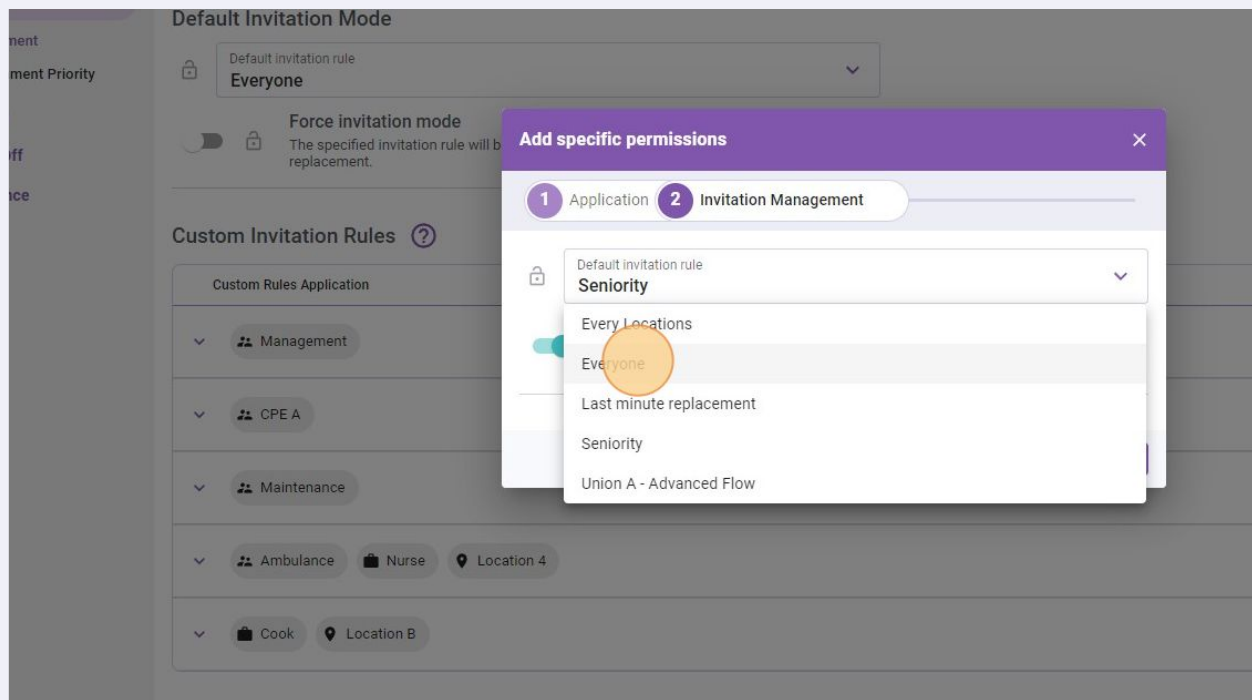 Default Invitation Mode
ment
ment Priority
Default invitation rule
Everyone
Force invitation mode
The specified invitation rule will b
replacement.
ff
nce
Add specific permissions
1 Application 2 Invitation Management
Custom Invitation Rules ?
Default invitation rule
Seniority
Custom Rules Application
Every Locations
Everyone
Last minute replacement
Seniority
Union A - Advanced Flow
Management
CPE A
Maintenance
Ambulance Nurse Location 4
Cook Location B